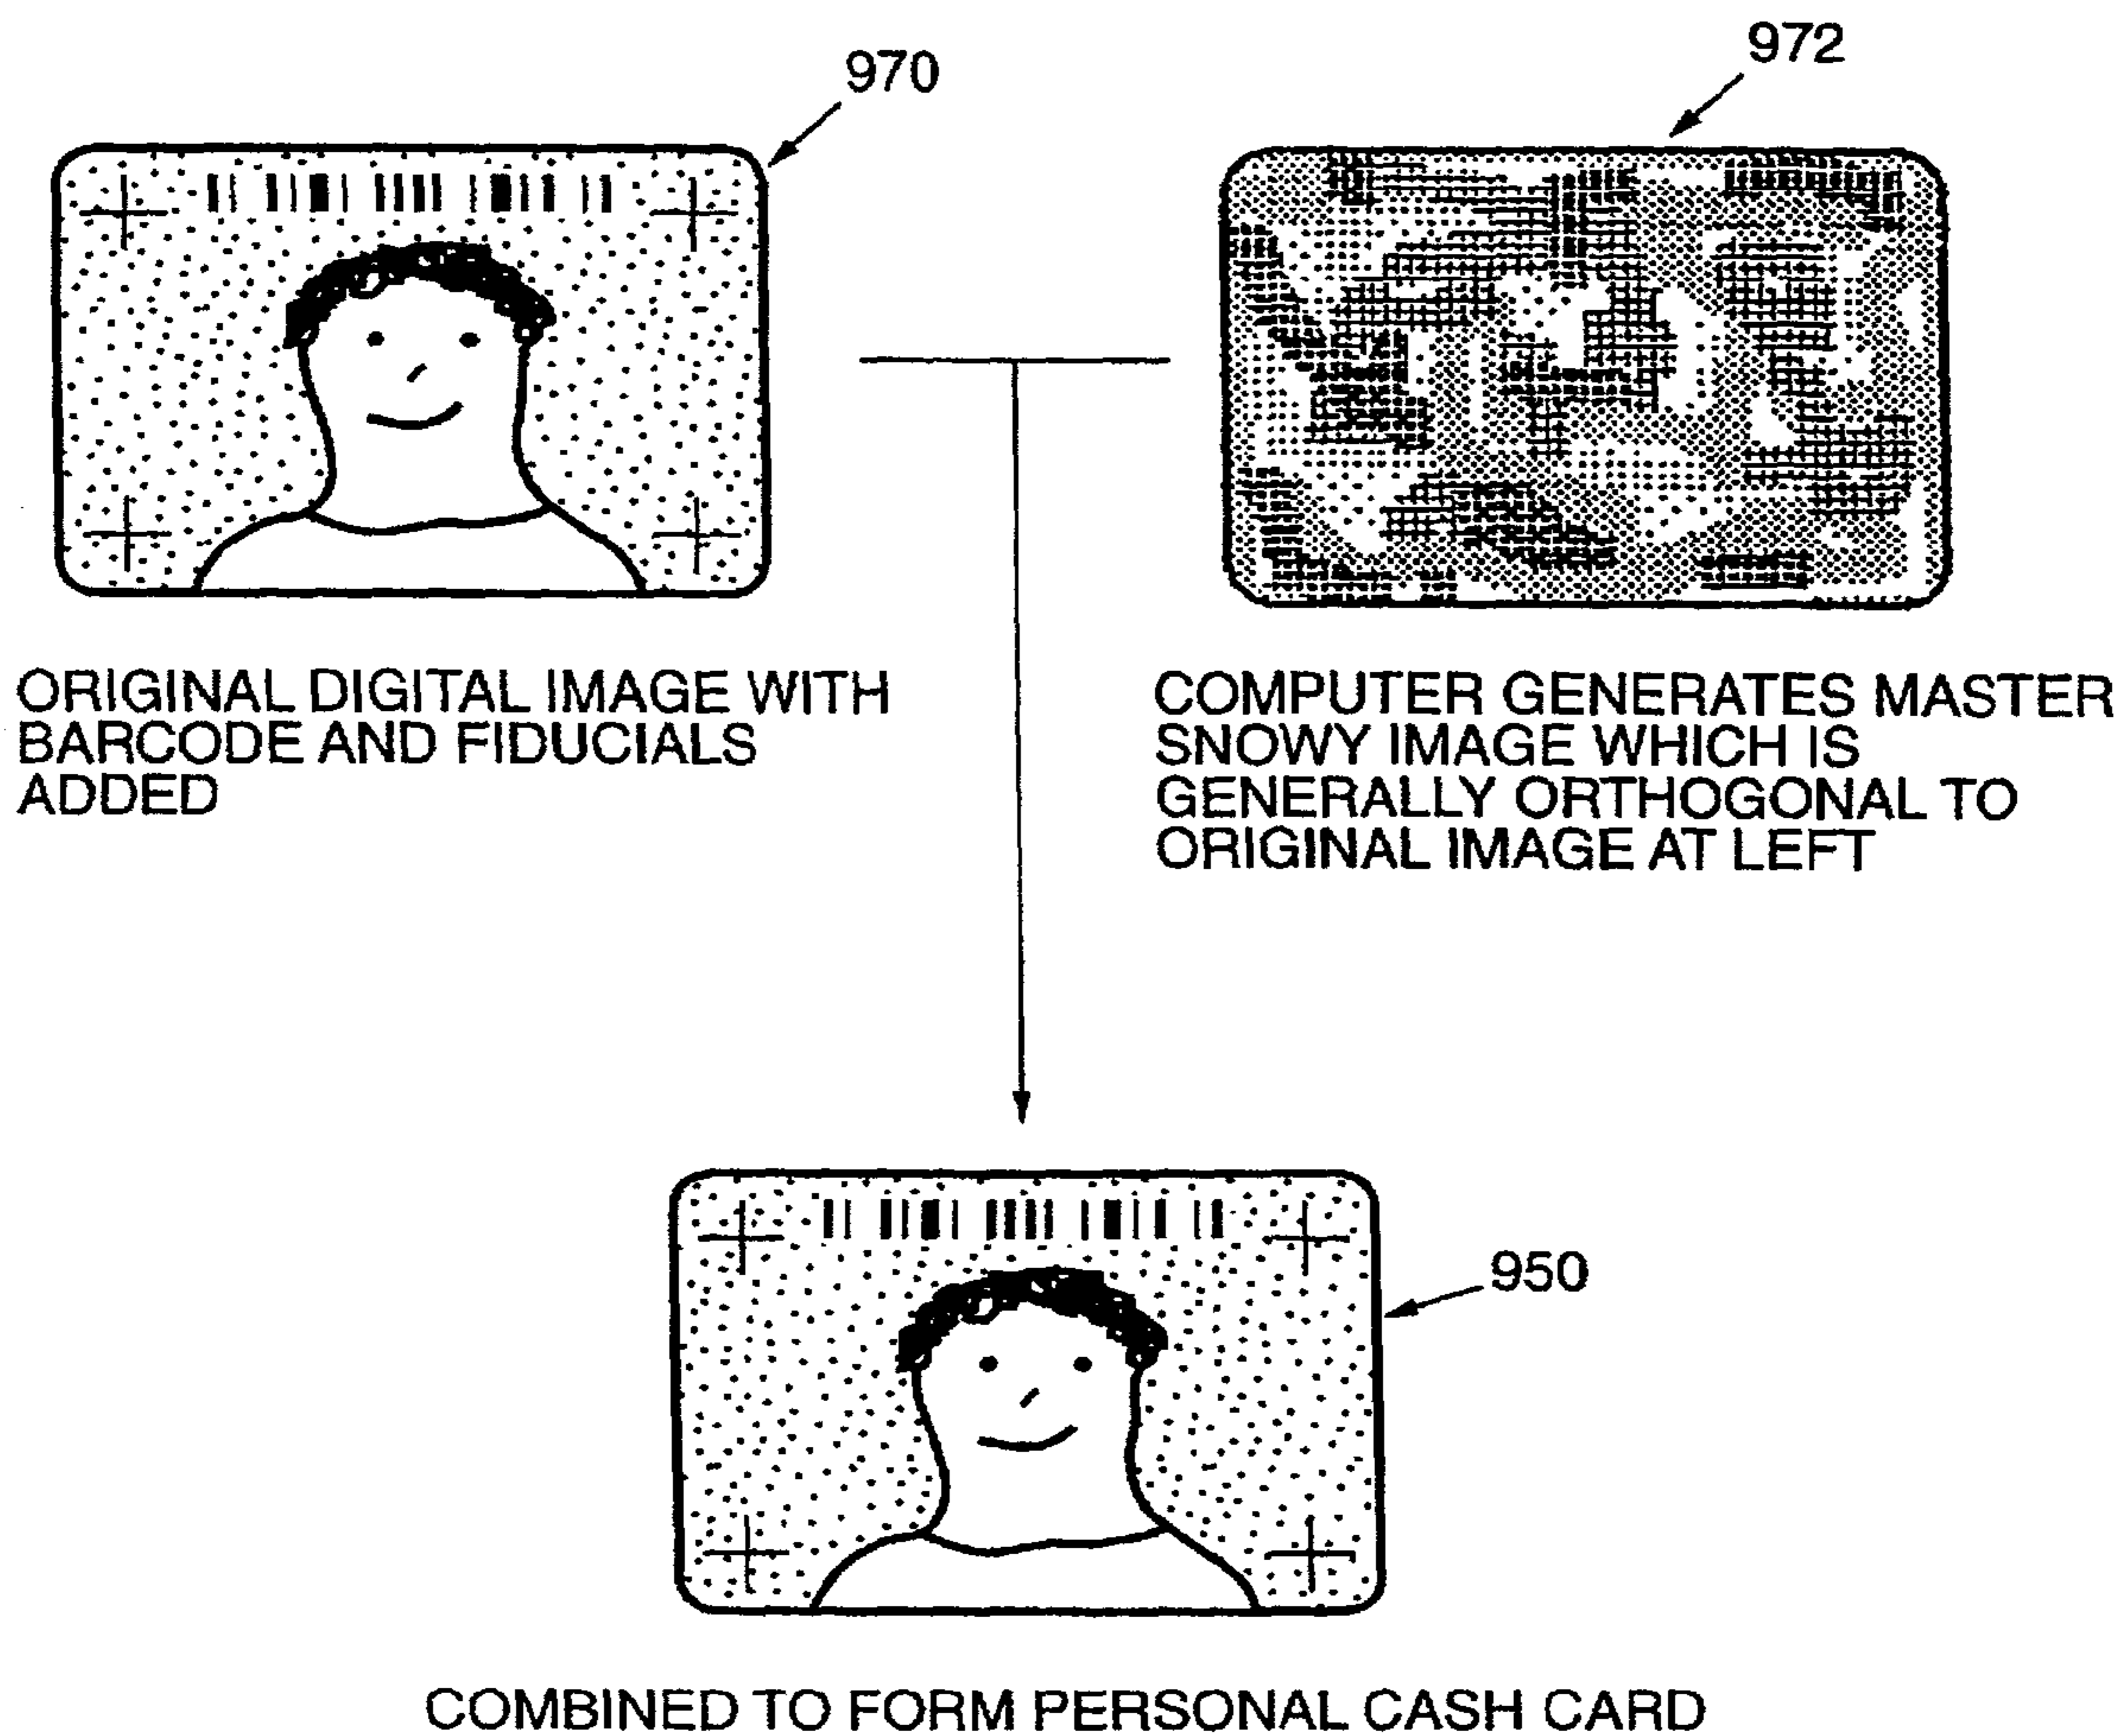 970
972
ORIGINAL DIGITAL IMAGE WITH
BARCODE AND FIDUCIALS
ADDED
COMPUTER GENERATES MASTER
SNOWY IMAGE WHICH IS
GENERALLY ORTHOGONAL TO
ORIGINAL IMAGE AT LEFT
950
COMBINED TO FORM PERSONAL CASH CARD